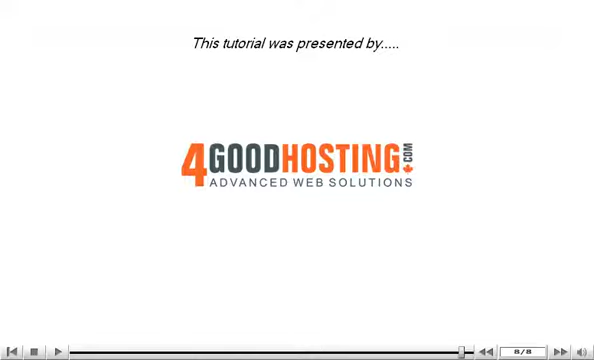 This tutorial was presented by.....
4GOODHOSTING.COM
ADVANCED WEB SOLUTIONS
8/8